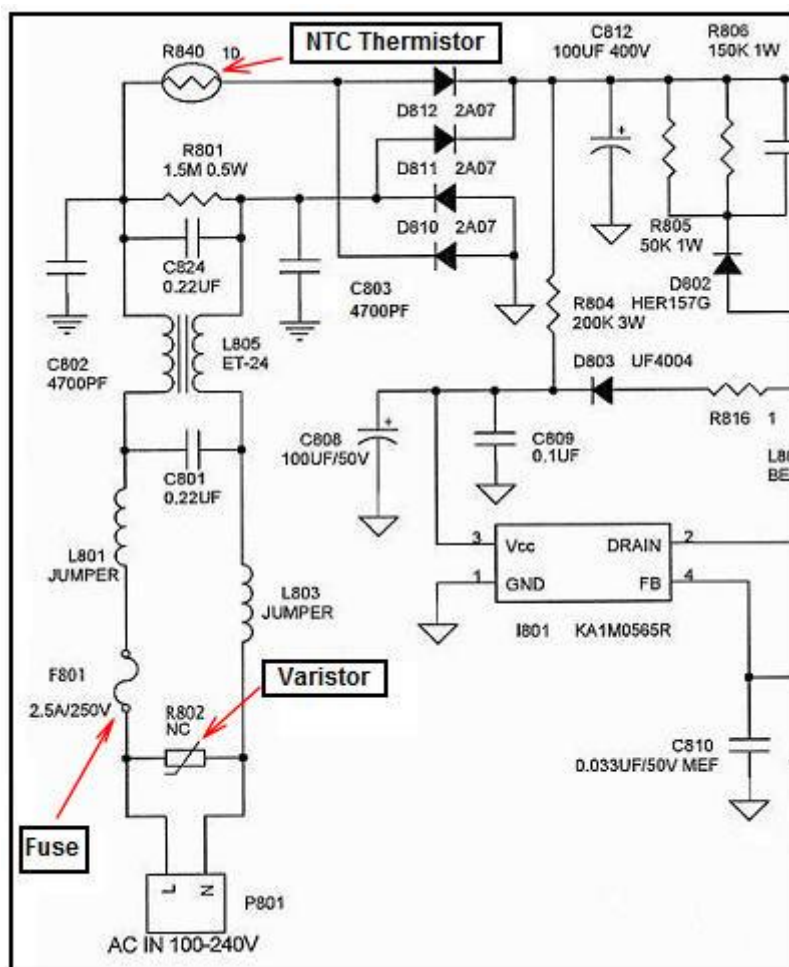 R840 10
NTC Thermistor
C812
100UF 400V
R806
150K 1W
D812 2A07
R801
1.5M 0.5W
D811 2A07
D810 2A07
R805
50K 1W
C824
0.22UF
C803
4700PF
D802
HER157G
R804
200K 3W
L805
ET-24
C802
4700PF
D803 UF4004
R816 1
C808
100UF/50V
C809
0.1UF
C801
0.22UF
L80
BE
3 Vcc DRAIN 2
1 GND FB 4
L801
JUMPER
L803
JUMPER
I801 KA1M0565R
F801
2.5A/250V
Varistor
R802
NC
C810
0.033UF/50V MEF
Fuse
L N
P801
AC IN 100-240V